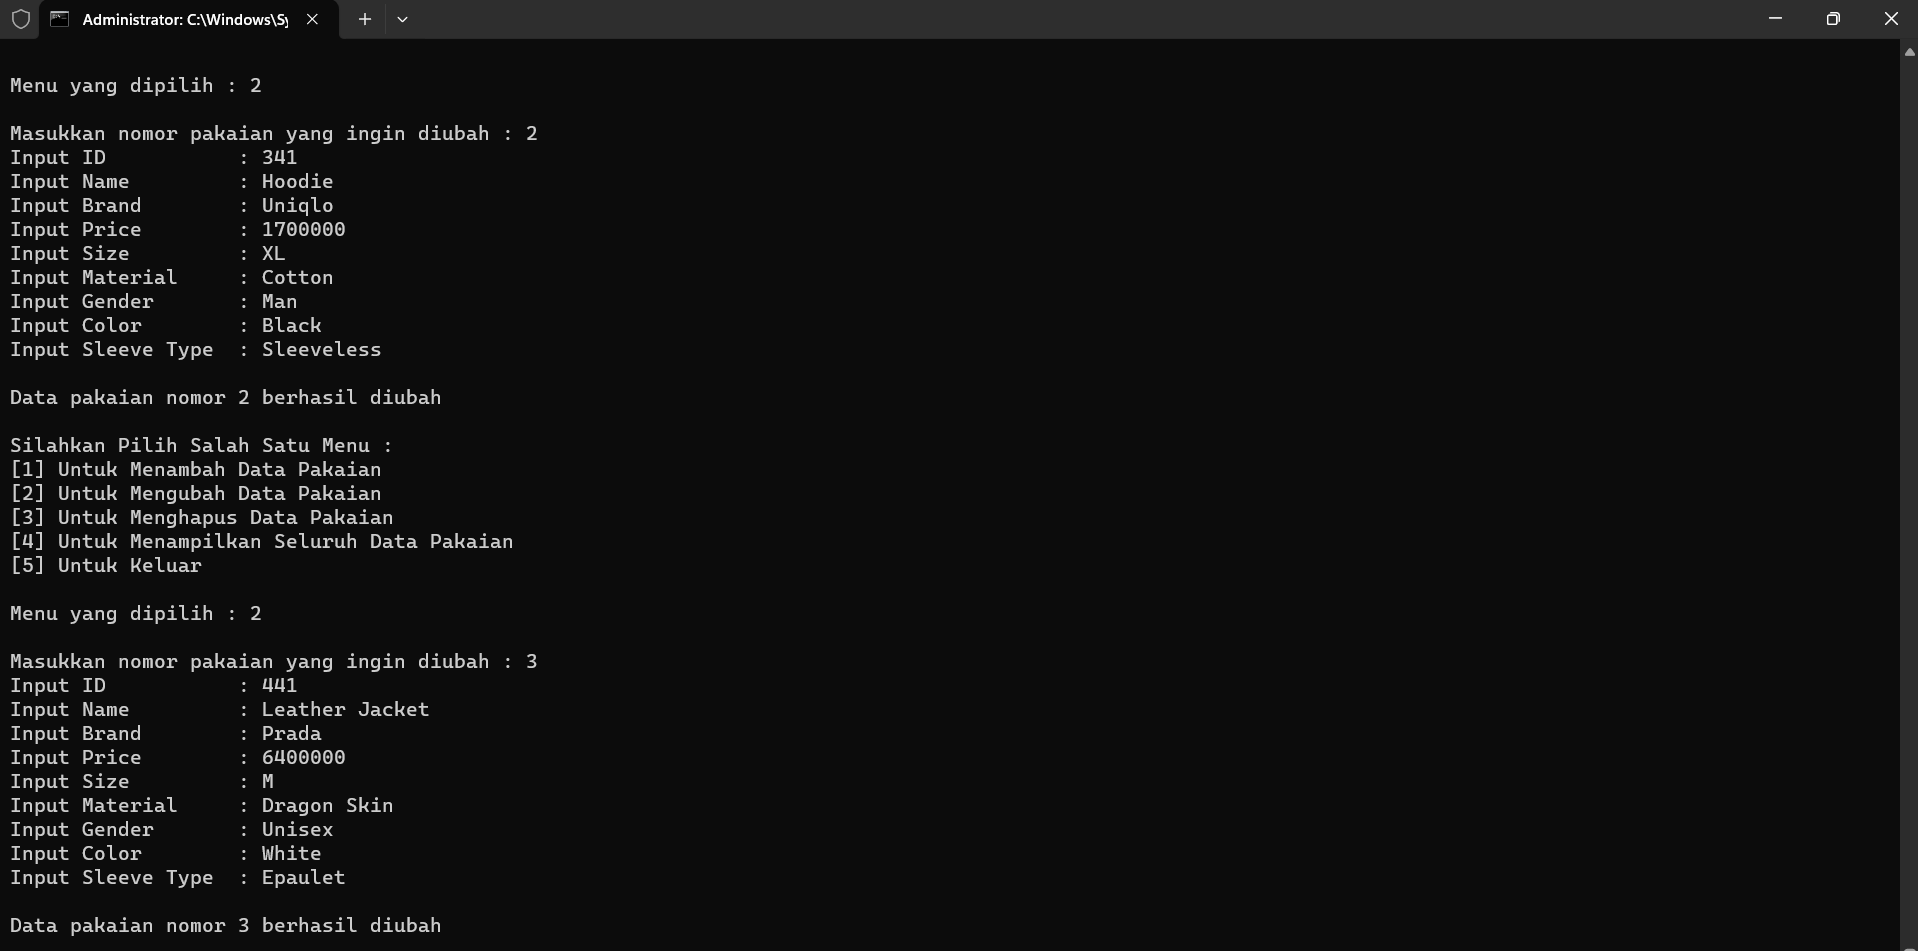 Administrator: C:\Windows\Sy
Menu yang dipilih : 2
Masukkan nomor pakaian yang ingin diubah : 2
Input ID           : 341
Input Name         : Hoodie
Input Brand        : Uniqlo
Input Price        : 1700000
Input Size         : XL
Input Material     : Cotton
Input Gender       : Man
Input Color        : Black
Input Sleeve Type  : Sleeveless
Data pakaian nomor 2 berhasil diubah
Silahkan Pilih Salah Satu Menu :
[1] Untuk Menambah Data Pakaian
[2] Untuk Mengubah Data Pakaian
[3] Untuk Menghapus Data Pakaian
[4] Untuk Menampilkan Seluruh Data Pakaian
[5] Untuk Keluar
Menu yang dipilih : 2
Masukkan nomor pakaian yang ingin diubah : 3
Input ID           : 441
Input Name         : Leather Jacket
Input Brand        : Prada
Input Price        : 6400000
Input Size         : M
Input Material     : Dragon Skin
Input Gender       : Unisex
Input Color        : White
Input Sleeve Type  : Epaulet
Data pakaian nomor 3 berhasil diubah